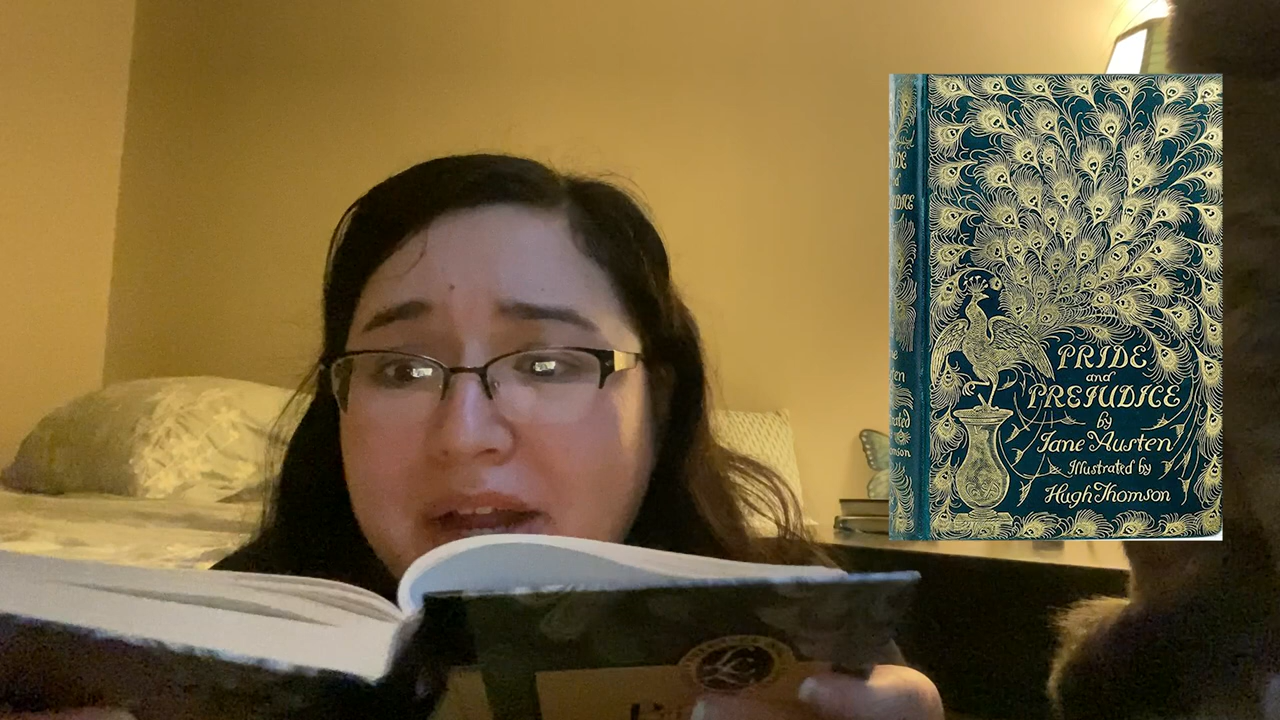 PRIDE
and
PREJUDICE
by
Jane Austen
Illustrated by
Hugh Thomson